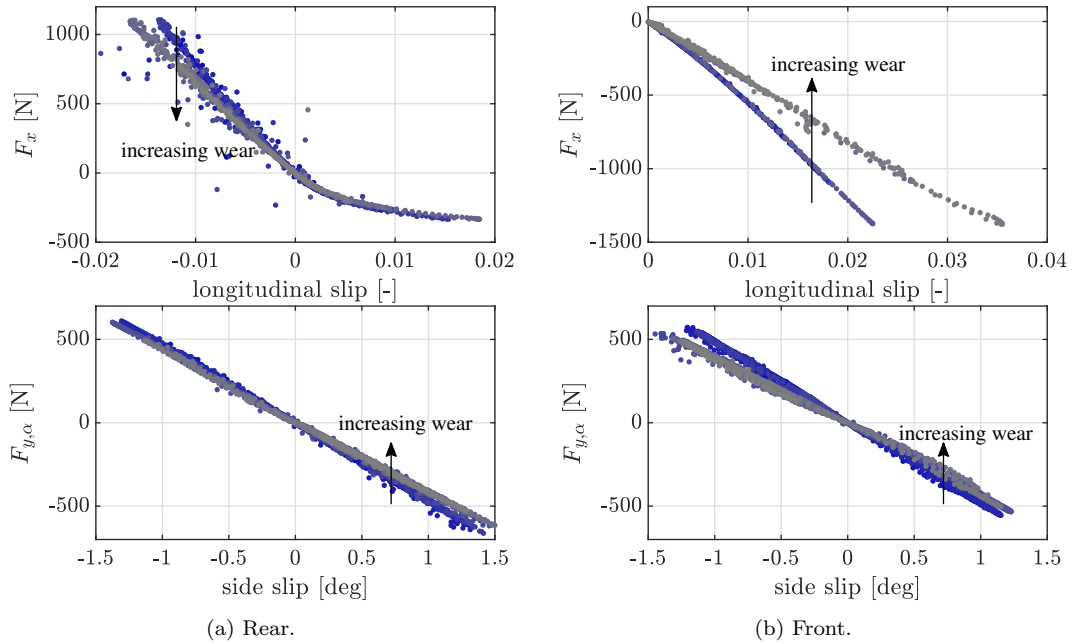 1000
500
0
-500
F_x [N]
increasing wear
-0.02
-0.01
0
0.01
0.02
longitudinal slip [-]
0
-500
-1000
-1500
F_x [N]
increasing wear
0
0.01
0.02
0.03
0.04
longitudinal slip [-]
500
0
-500
F_{y,α} [N]
increasing wear
-1.5
-1
-0.5
0
0.5
1
1.5
side slip [deg]
(a) Rear.
500
0
-500
F_{y,α} [N]
increasing wear
-1.5
-1
-0.5
0
0.5
1
1.5
side slip [deg]
(b) Front.